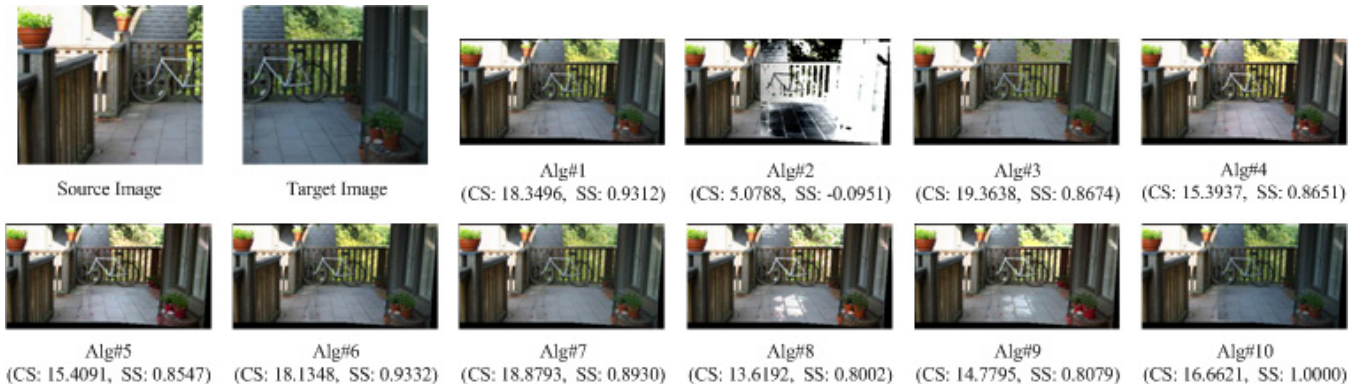 Source Image
Target Image
Alg#1
(CS: 18.3496, SS: 0.9312)
Alg#2
(CS: 5.0788, SS: -0.0951)
Alg#3
(CS: 19.3638, SS: 0.8674)
Alg#4
(CS: 15.3937, SS: 0.8651)
Alg#5
(CS: 15.4091, SS: 0.8547)
Alg#6
(CS: 18.1348, SS: 0.9332)
Alg#7
(CS: 18.8793, SS: 0.8930)
Alg#8
(CS: 13.6192, SS: 0.8002)
Alg#9
(CS: 14.7795, SS: 0.8079)
Alg#10
(CS: 16.6621, SS: 1.0000)